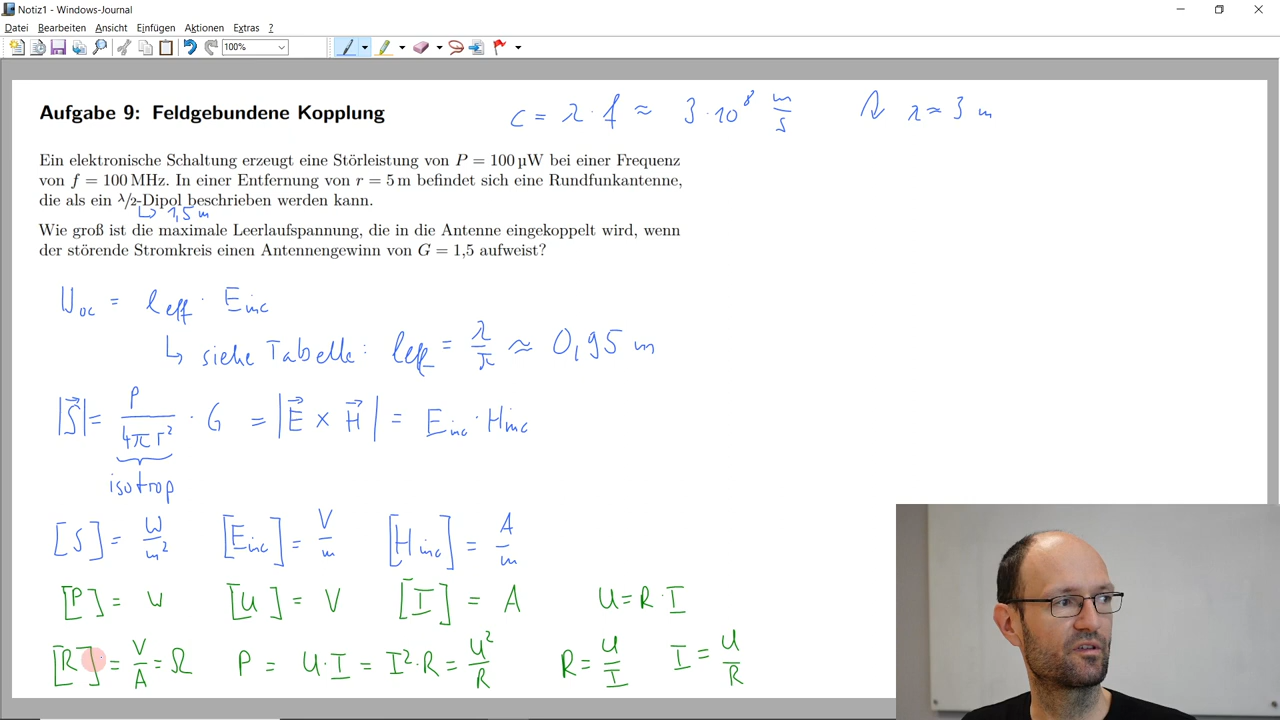 Notiz1 - Windows-Journal
Datei Bearbeiten Ansicht Einfügen Aktionen Extras ?
100%
Aufgabe 9: Feldgebundene Kopplung
c = λ · f ≈ 3 · 10⁸ m/s ↷ λ ≈ 3 m
Ein elektronische Schaltung erzeugt eine Störleistung von P = 100 µW bei einer Frequenz
von f = 100 MHz. In einer Entfernung von r = 5 m befindet sich eine Rundfunkantenne,
die als ein λ/2-Dipol beschrieben werden kann.
↳ 1,5 m
Wie groß ist die maximale Leerlaufspannung, die in die Antenne eingekoppelt wird, wenn
der störende Stromkreis einen Antennengewinn von G = 1,5 aufweist?
U_oc = l_eff · E_inc
↳ siehe Tabelle: l_eff = λ/π ≈ 0,95 m
|S⃗| = P/(4πr²) · G = |E⃗ × H⃗| = E_inc · H_inc
isotrop
[S] = W/m² [E_inc] = V/m [H_inc] = A/m
[P] = W [U] = V [I] = A U = R · I
[R] = V/A = Ω P = U · I = I² · R = U²/R R = U/I I = U/R